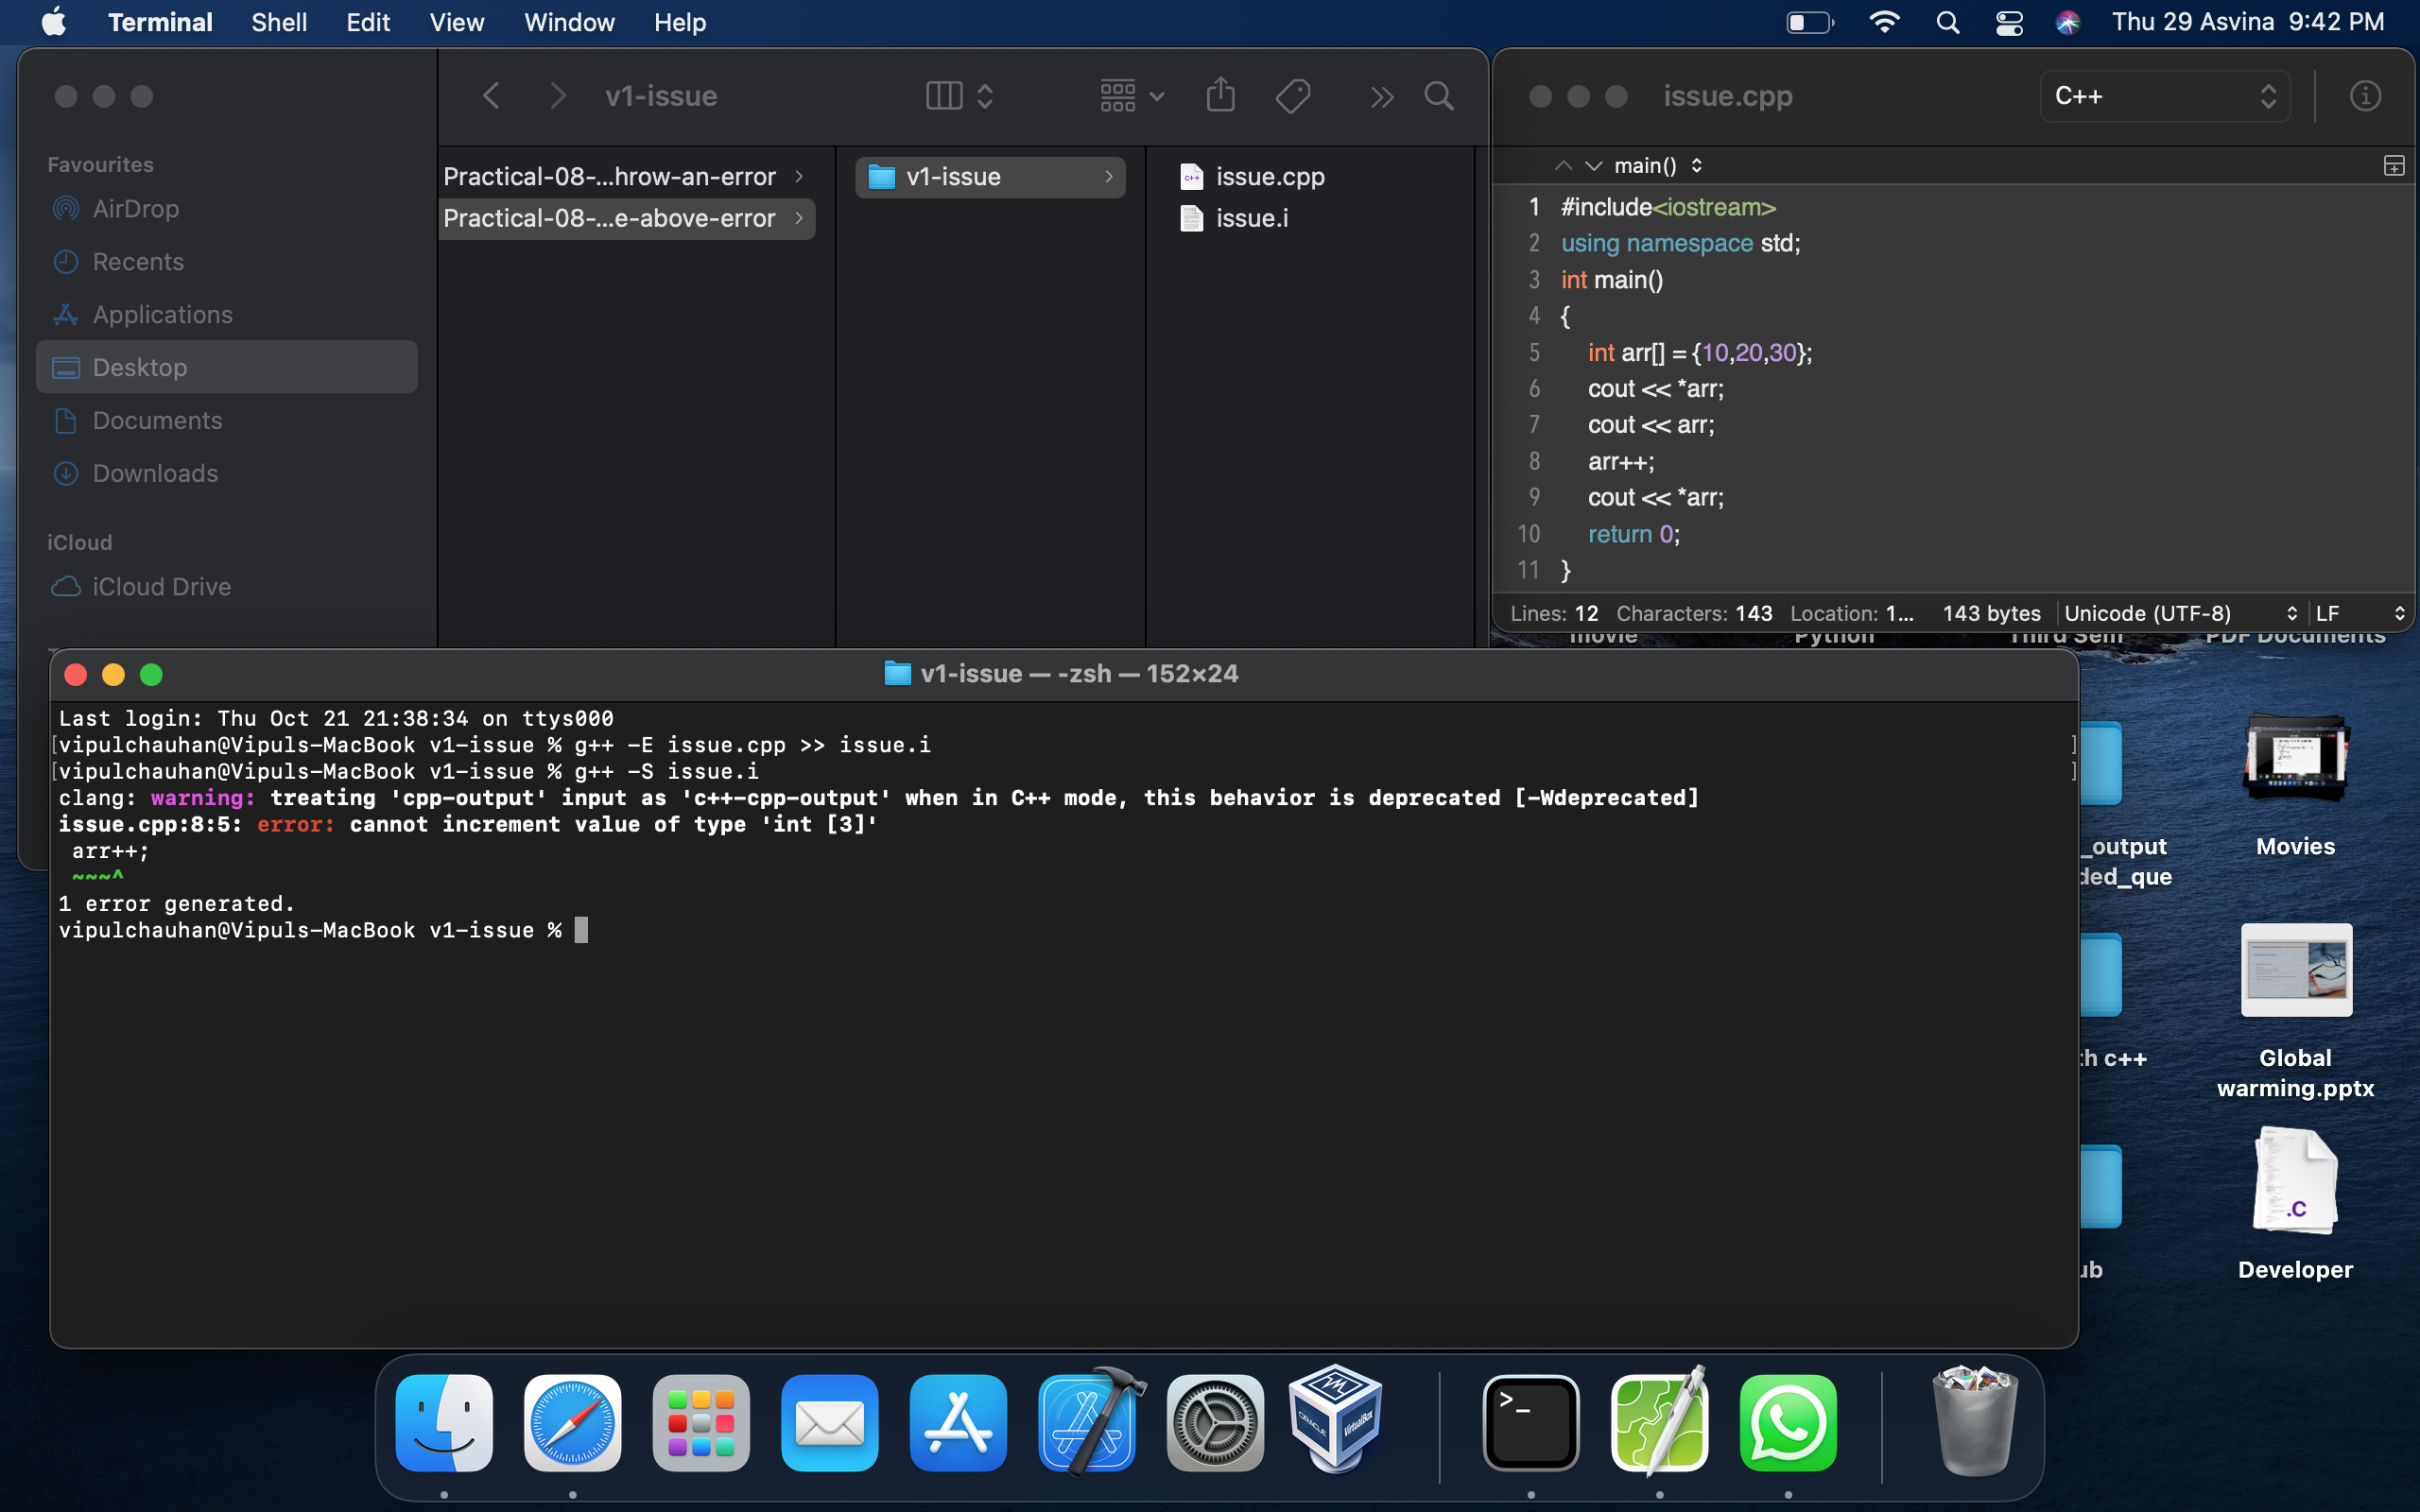 Terminal Shell Edit View Window Help
Thu 29 Asvina 9:42 PM
v1-issue
Favourites
AirDrop
Recents
Applications
Desktop
Documents
Downloads
iCloud
iCloud Drive
Practical-08-...hrow-an-error
Practical-08-...e-above-error
v1-issue
issue.cpp
issue.i
issue.cpp
C++
main()
1 #include<iostream>
2 using namespace std;
3 int main()
4 {
5 int arr[] = {10,20,30};
6 cout << *arr;
7 cout << arr;
8 arr++;
9 cout << *arr;
10 return 0;
11 }
Lines: 12 Characters: 143 Location: 1... 143 bytes Unicode (UTF-8) LF
movie Python Third Sem PDF Documents
v1-issue — -zsh — 152×24
Last login: Thu Oct 21 21:38:34 on ttys000
[vipulchauhan@Vipuls-MacBook v1-issue % g++ -E issue.cpp >> issue.i ]
[vipulchauhan@Vipuls-MacBook v1-issue % g++ -S issue.i ]
clang: warning: treating 'cpp-output' input as 'c++-cpp-output' when in C++ mode, this behavior is deprecated [-Wdeprecated]
issue.cpp:8:5: error: cannot increment value of type 'int [3]'
arr++;
~~~^
1 error generated.
vipulchauhan@Vipuls-MacBook v1-issue %
_output
ded_que
Movies
th c++
Global
warming.pptx
.C
ub
Developer
>_
ORACLE
VirtualBox